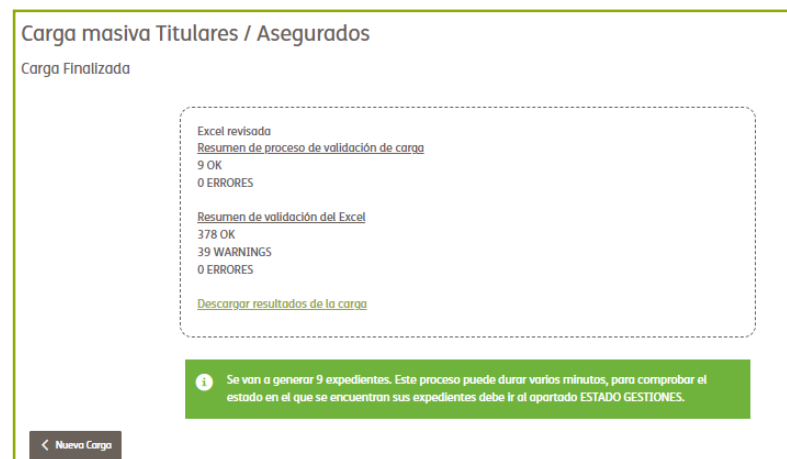 Carga masiva Titulares / Asegurados
Carga Finalizada
Excel revisada
Resumen de proceso de validación de carga
9 OK
0 ERRORES
Resumen de validación del Excel
378 OK
39 WARNINGS
0 ERRORES
Descargar resultados de la carga
Se van a generar 9 expedientes. Este proceso puede durar varios minutos, para comprobar el
estado en el que se encuentran sus expedientes debe ir al apartado ESTADO GESTIONES.
Nueva Carga